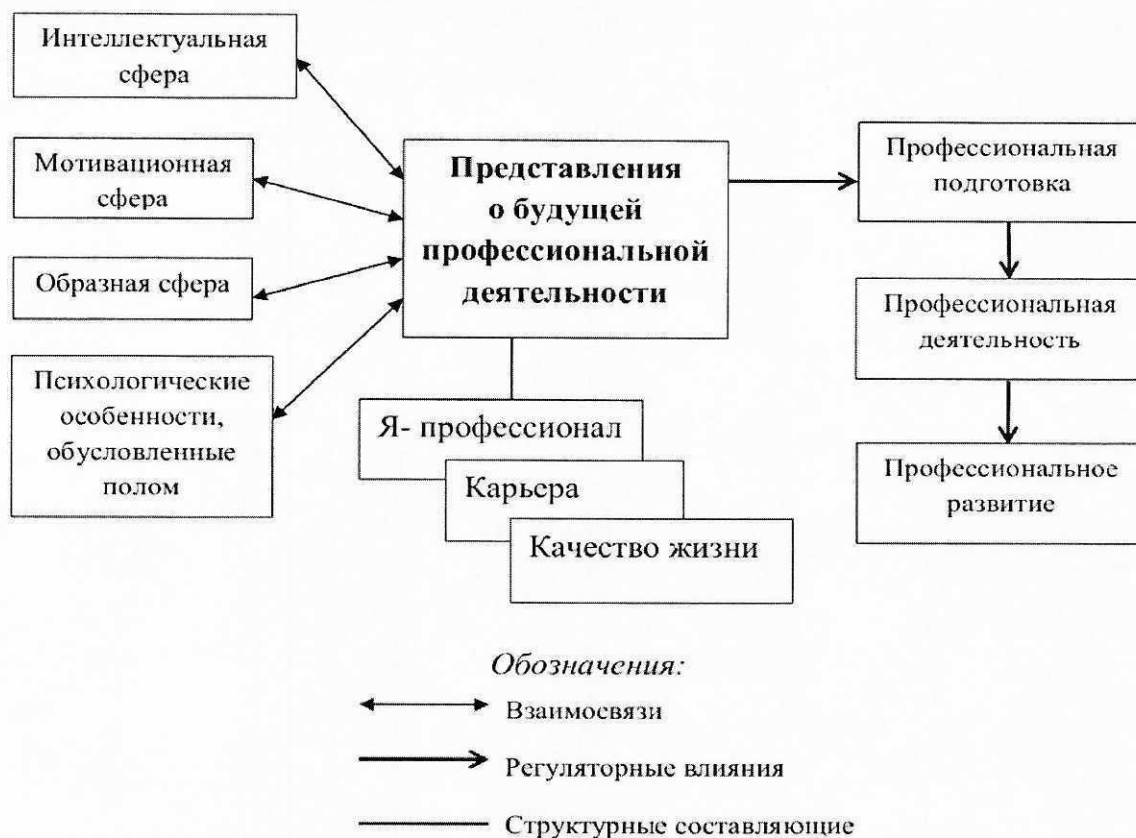 Интеллектуальная
сфера
Мотивационная
сфера
Образная сфера
Психологические
особенности,
обусловленные
полом
Представления
о будущей
профессиональной
деятельности
Я- профессионал
Карьера
Качество жизни
Профессиональная
подготовка
Профессиональная
деятельность
Профессиональное
развитие
Обозначения:
Взаимосвязи
Регуляторные влияния
Структурные составляющие